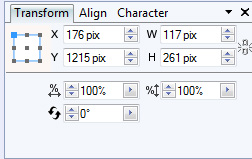 Transform Align Character
X 176 pix W 117 pix
Y 1215 pix H 261 pix
% 100% % 100%
0°